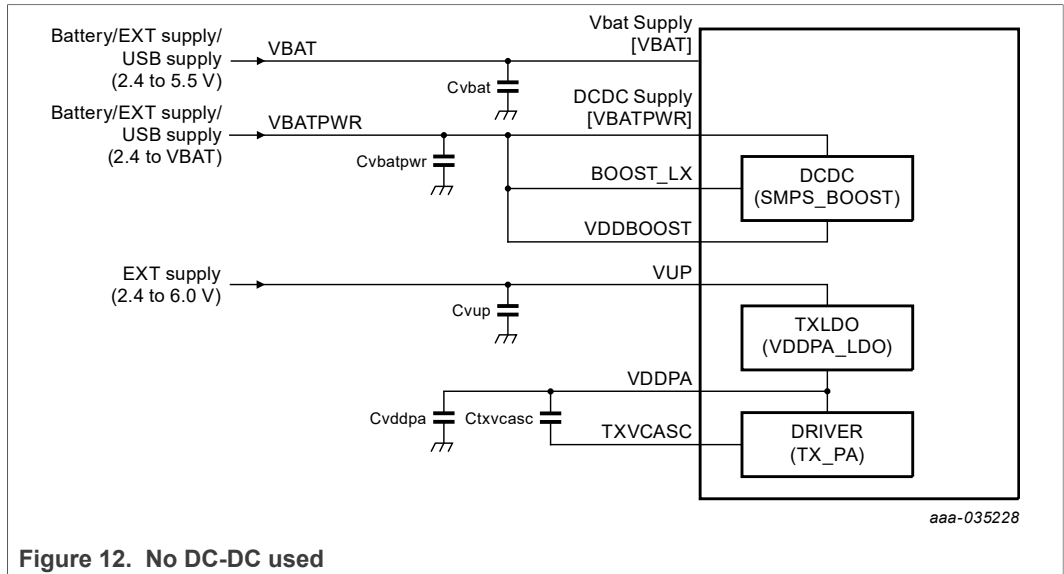 Battery/EXT supply/
USB supply
(2.4 to 5.5 V)
VBAT
Cvbat
Vbat Supply
[VBAT]
Battery/EXT supply/
USB supply
(2.4 to VBAT)
VBATPWR
Cvbatpwr
DCDC Supply
[VBATPWR]
BOOST_LX
VDDBOOST
DCDC
(SMPS_BOOST)
EXT supply
(2.4 to 6.0 V)
Cvup
VUP
TXLDO
(VDDPA_LDO)
VDDPA
Cvddpa
Ctxvcasc
TXVCASC
DRIVER
(TX_PA)
aaa-035228
Figure 12. No DC-DC used